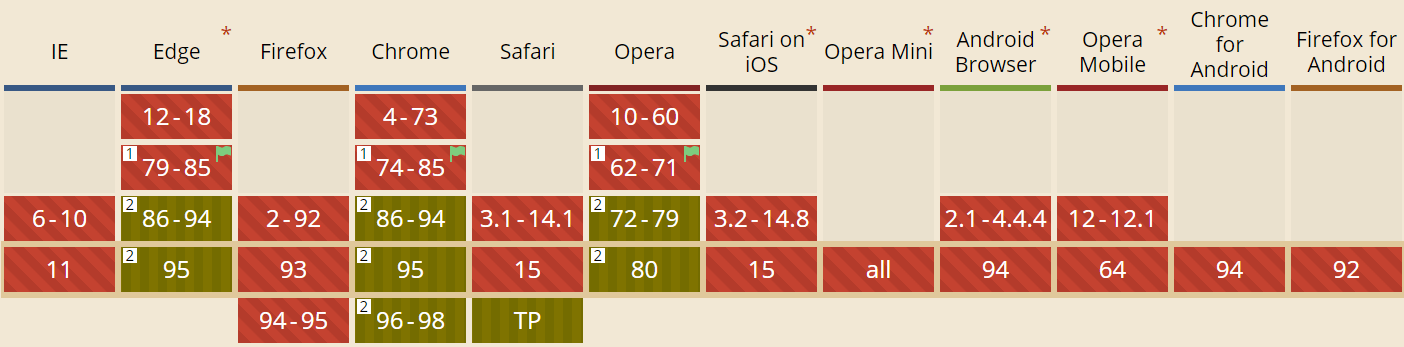 IE Edge * Firefox Chrome Safari Opera Safari on iOS * Opera Mini * Android Browser * Opera Mobile * Chrome for Android Firefox for Android
12-18 4-73 10-60
1 79-85 1 74-85 1 62-71
6-10 2 86-94 2-92 2 86-94 3.1-14.1 2 72-79 3.2-14.8 2.1-4.4.4 12-12.1
11 2 95 93 2 95 15 2 80 15 all 94 64 94 92
94-95 2 96-98 TP